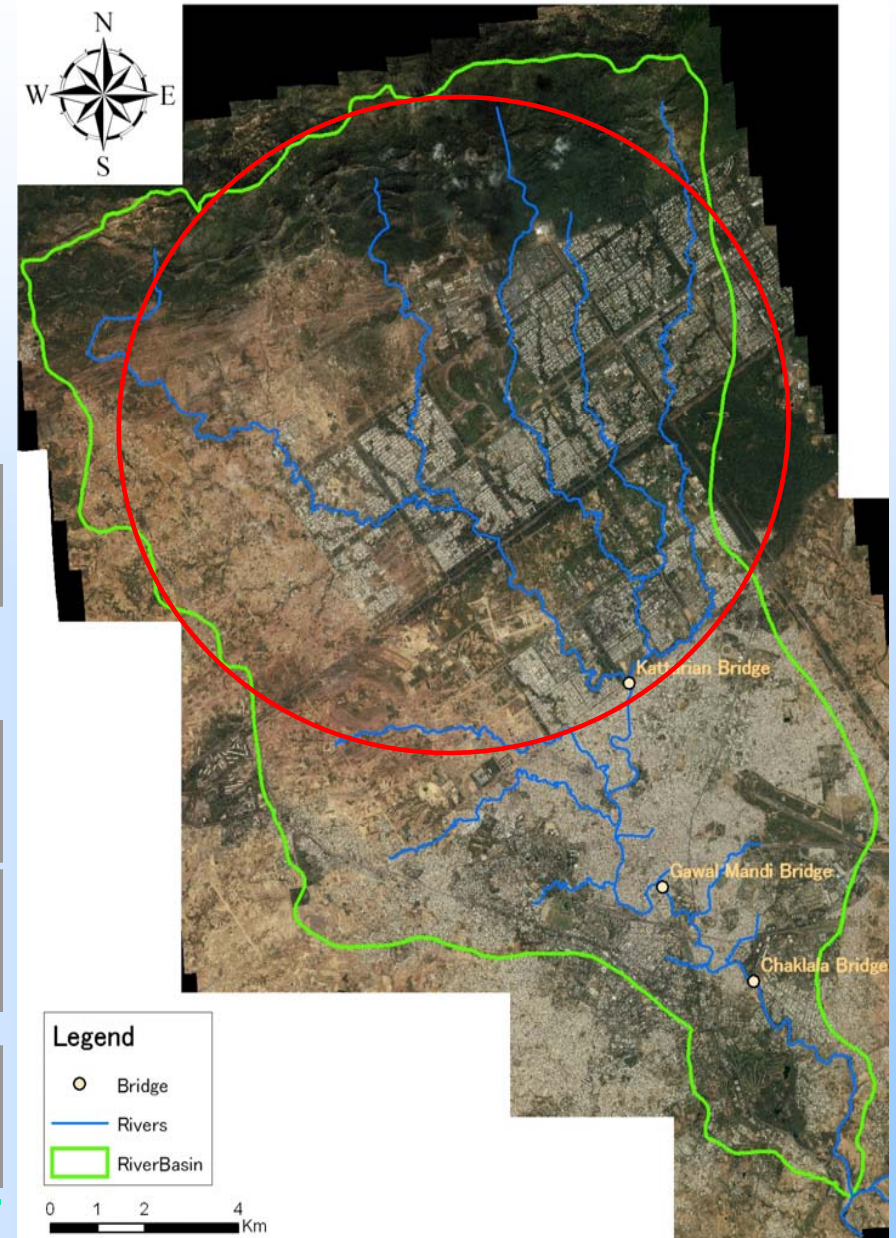 N
W
E
S
Kattarian Bridge
Gawal Mandi Bridge
Chaklala Bridge
Legend
Bridge
Rivers
RiverBasin
0 1 2 4
Km